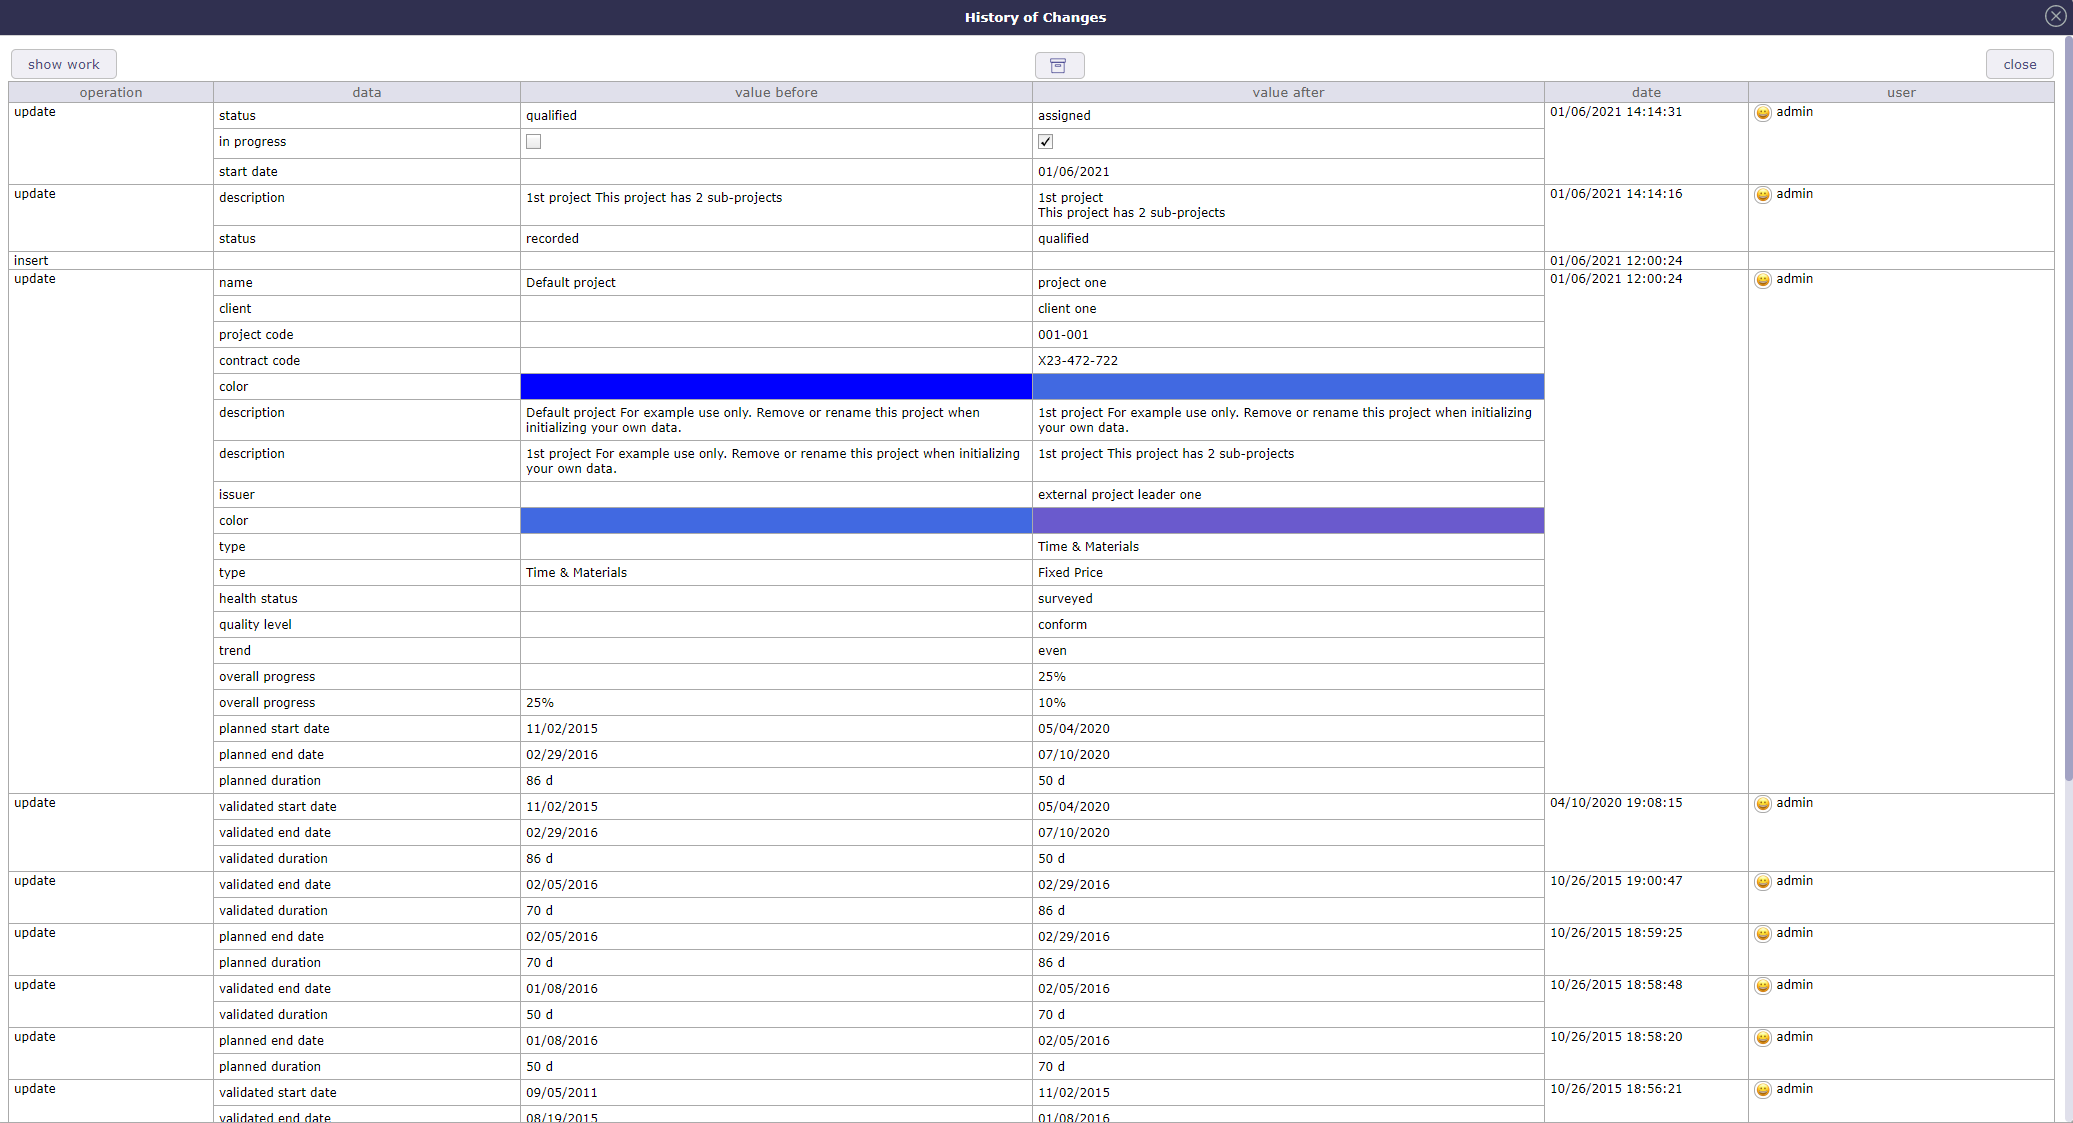 History of Changes
show work
close
operation data value before value after date user
update status qualified assigned 01/06/2021 14:14:31 admin
in progress
start date 01/06/2021
update description 1st project This project has 2 sub-projects 1st project 01/06/2021 14:14:16 admin
This project has 2 sub-projects
status recorded qualified
insert 01/06/2021 12:00:24
update name Default project project one 01/06/2021 12:00:24 admin
client client one
project code 001-001
contract code X23-472-722
color
description Default project For example use only. Remove or rename this project when 1st project For example use only. Remove or rename this project when initializing
initializing your own data. your own data.
description 1st project For example use only. Remove or rename this project when initializing 1st project This project has 2 sub-projects
your own data.
issuer external project leader one
color
type Time & Materials
type Time & Materials Fixed Price
health status surveyed
quality level conform
trend even
overall progress 25%
overall progress 25% 10%
planned start date 11/02/2015 05/04/2020
planned end date 02/29/2016 07/10/2020
planned duration 86 d 50 d
update validated start date 11/02/2015 05/04/2020 04/10/2020 19:08:15 admin
validated end date 02/29/2016 07/10/2020
validated duration 86 d 50 d
update validated end date 02/05/2016 02/29/2016 10/26/2015 19:00:47 admin
validated duration 70 d 86 d
update planned end date 02/05/2016 02/29/2016 10/26/2015 18:59:25 admin
planned duration 70 d 86 d
update validated end date 01/08/2016 02/05/2016 10/26/2015 18:58:48 admin
validated duration 50 d 70 d
update planned end date 01/08/2016 02/05/2016 10/26/2015 18:58:20 admin
planned duration 50 d 70 d
update validated start date 09/05/2011 11/02/2015 10/26/2015 18:56:21 admin
validated end date 08/19/2015 01/08/2016